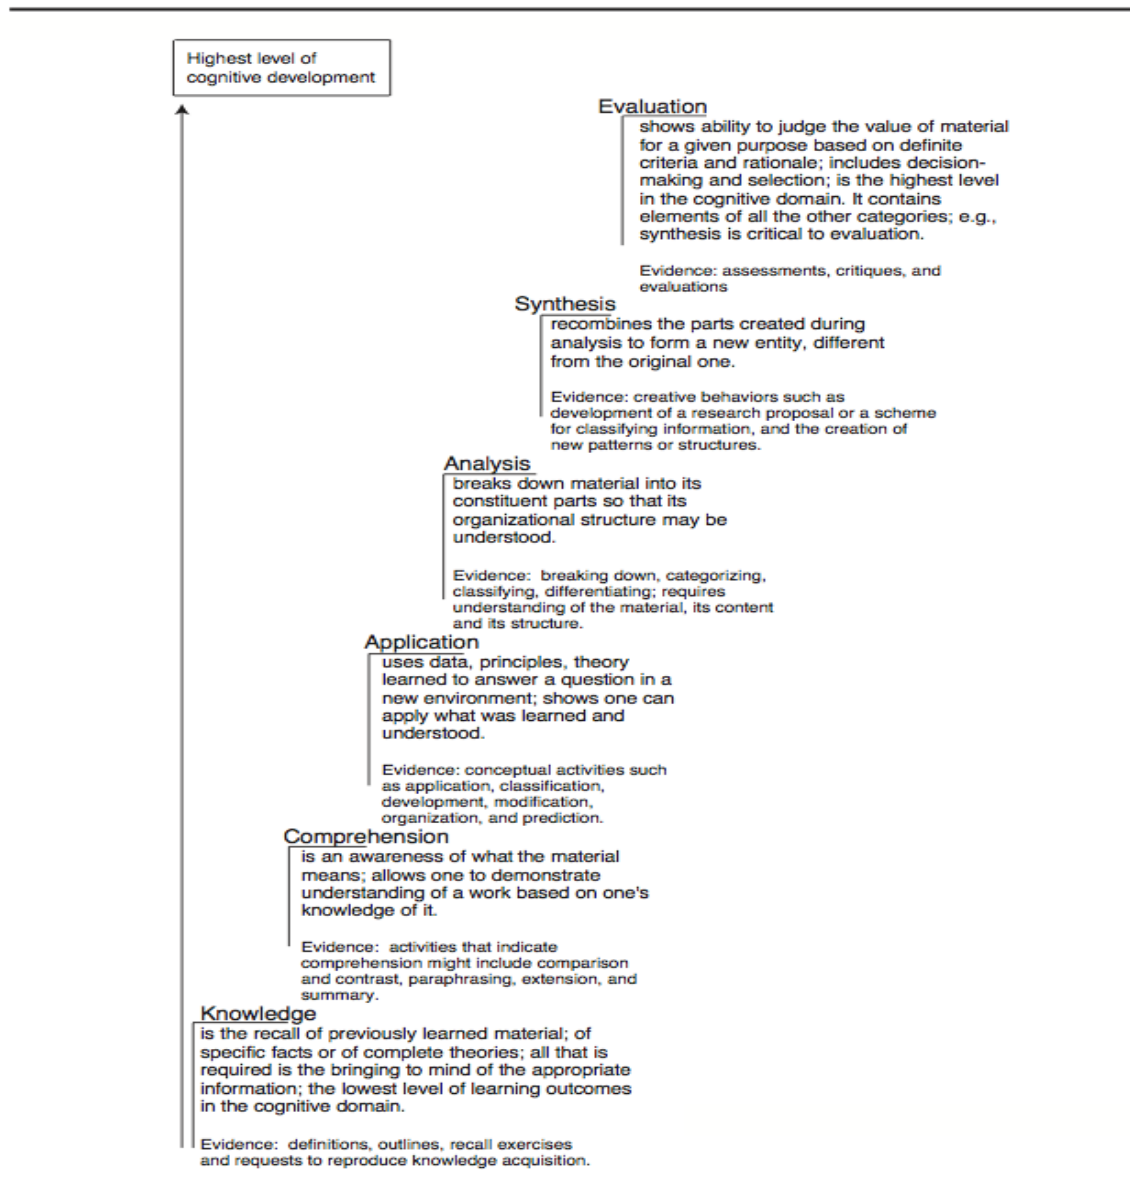 Highest level of
cognitive development
Evaluation
shows ability to judge the value of material
for a given purpose based on definite
criteria and rationale; includes decision-
making and selection; is the highest level
in the cognitive domain. It contains
elements of all the other categories; e.g.,
synthesis is critical to evaluation.
Evidence: assessments, critiques, and
evaluations
Synthesis
recombines the parts created during
analysis to form a new entity, different
from the original one.
Evidence: creative behaviors such as
development of a research proposal or a scheme
for classifying information, and the creation of
new patterns or structures.
Analysis
breaks down material into its
constituent parts so that its
organizational structure may be
understood.
Evidence: breaking down, categorizing,
classifying, differentiating; requires
understanding of the material, its content
and its structure.
Application
uses data, principles, theory
learned to answer a question in a
new environment; shows one can
apply what was learned and
understood.
Evidence: conceptual activities such
as application, classification,
development, modification,
organization, and prediction.
Comprehension
is an awareness of what the material
means; allows one to demonstrate
understanding of a work based on one's
knowledge of it.
Evidence: activities that indicate
comprehension might include comparison
and contrast, paraphrasing, extension, and
summary.
Knowledge
is the recall of previously learned material; of
specific facts or of complete theories; all that is
required is the bringing to mind of the appropriate
information; the lowest level of learning outcomes
in the cognitive domain.
Evidence: definitions, outlines, recall exercises
and requests to reproduce knowledge acquisition.